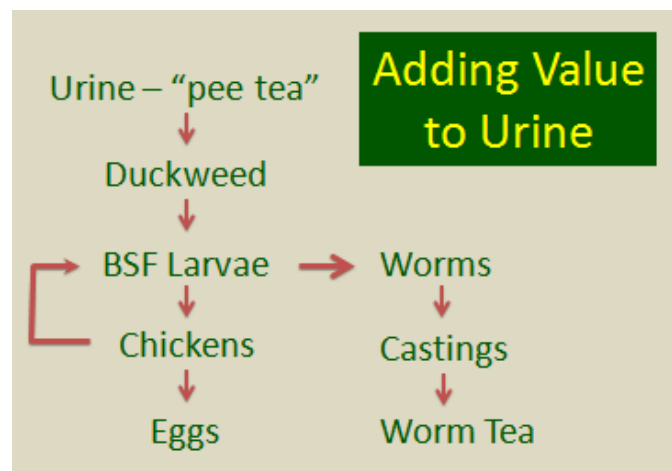 Adding Value
to Urine
Urine – “pee tea”
Duckweed
BSF Larvae
Worms
Chickens
Castings
Eggs
Worm Tea